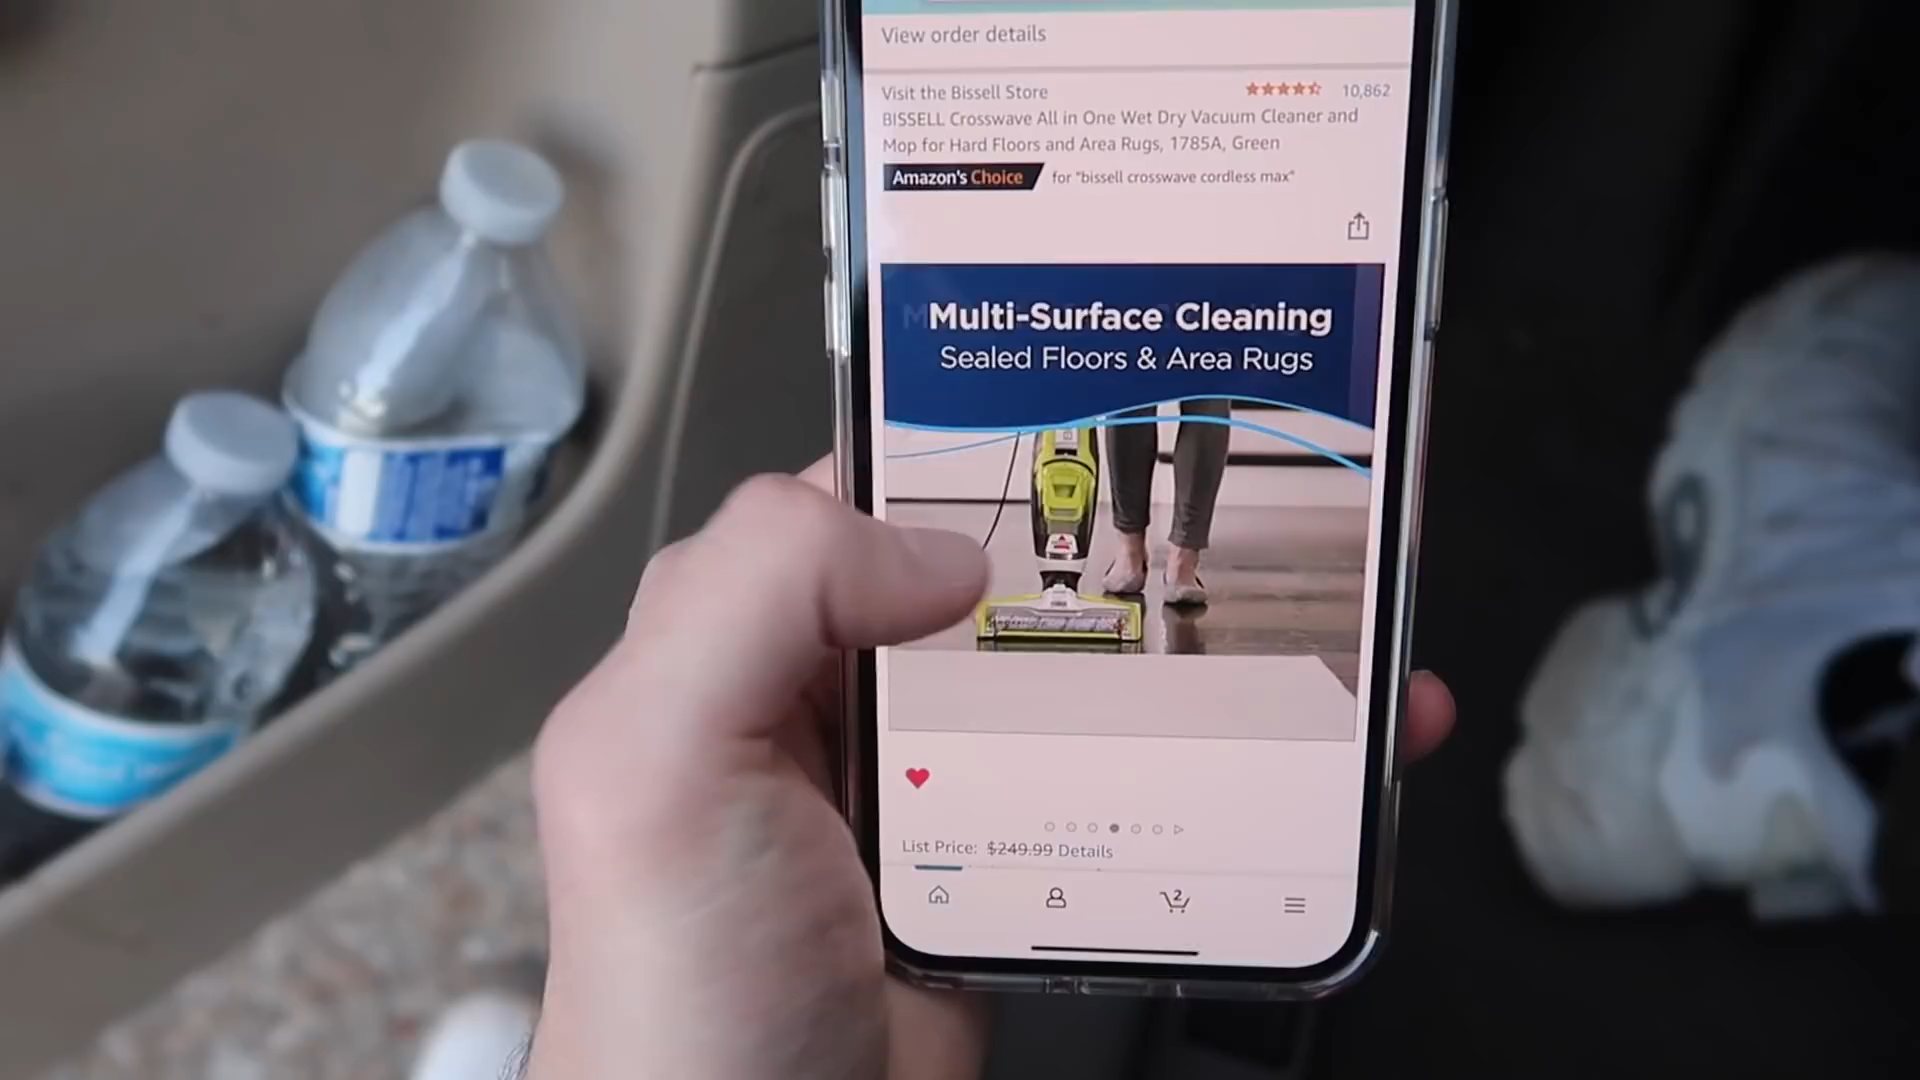 View order details
Visit the Bissell Store
10,862
BISSELL Crosswave All in One Wet Dry Vacuum Cleaner and
Mop for Hard Floors and Area Rugs, 1785A, Green
Amazon's Choice for "bissell crosswave cordless max"
Multi-Surface Cleaning
Sealed Floors & Area Rugs
List Price: $249.99 Details
2